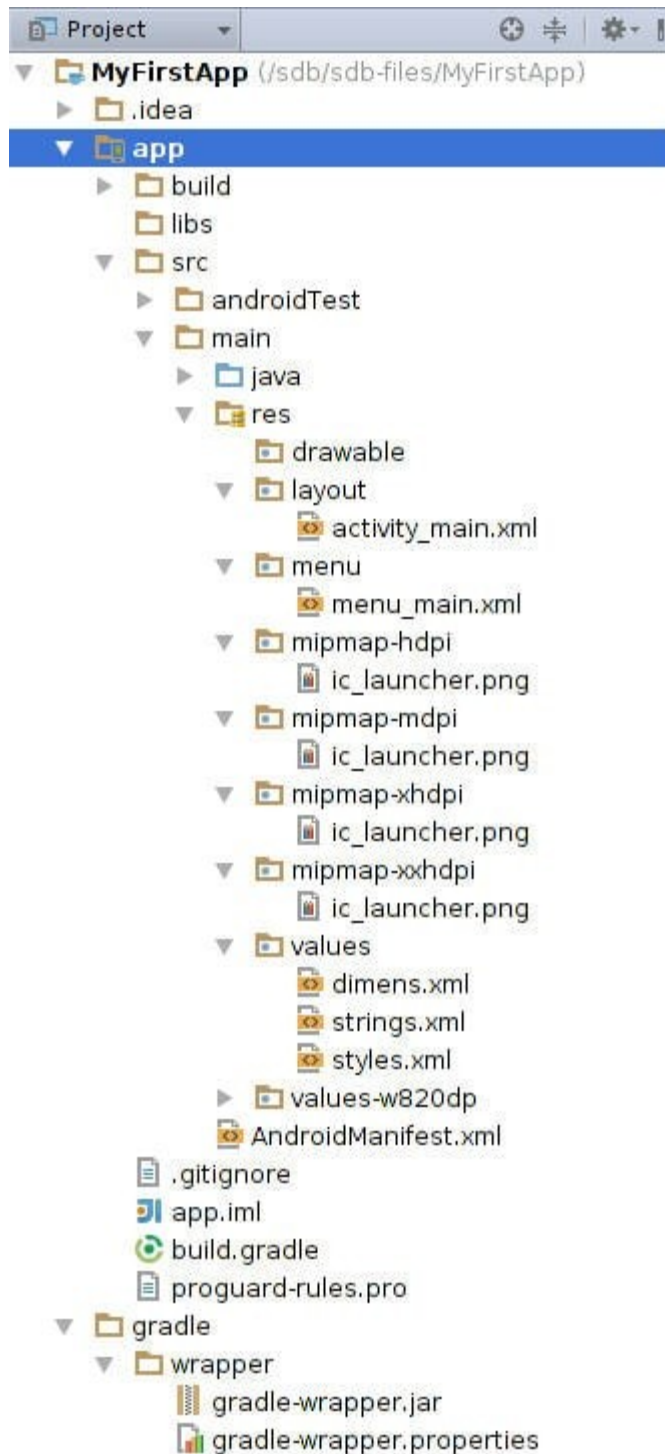 Project
MyFirstApp (/sdb/sdb-files/MyFirstApp)
.idea
app
build
libs
src
androidTest
main
java
res
drawable
layout
activity_main.xml
menu
menu_main.xml
mipmap-hdpi
ic_launcher.png
mipmap-mdpi
ic_launcher.png
mipmap-xhdpi
ic_launcher.png
mipmap-xxhdpi
ic_launcher.png
values
dimens.xml
strings.xml
styles.xml
values-w820dp
AndroidManifest.xml
.gitignore
app.iml
build.gradle
proguard-rules.pro
gradle
wrapper
gradle-wrapper.jar
gradle-wrapper.properties